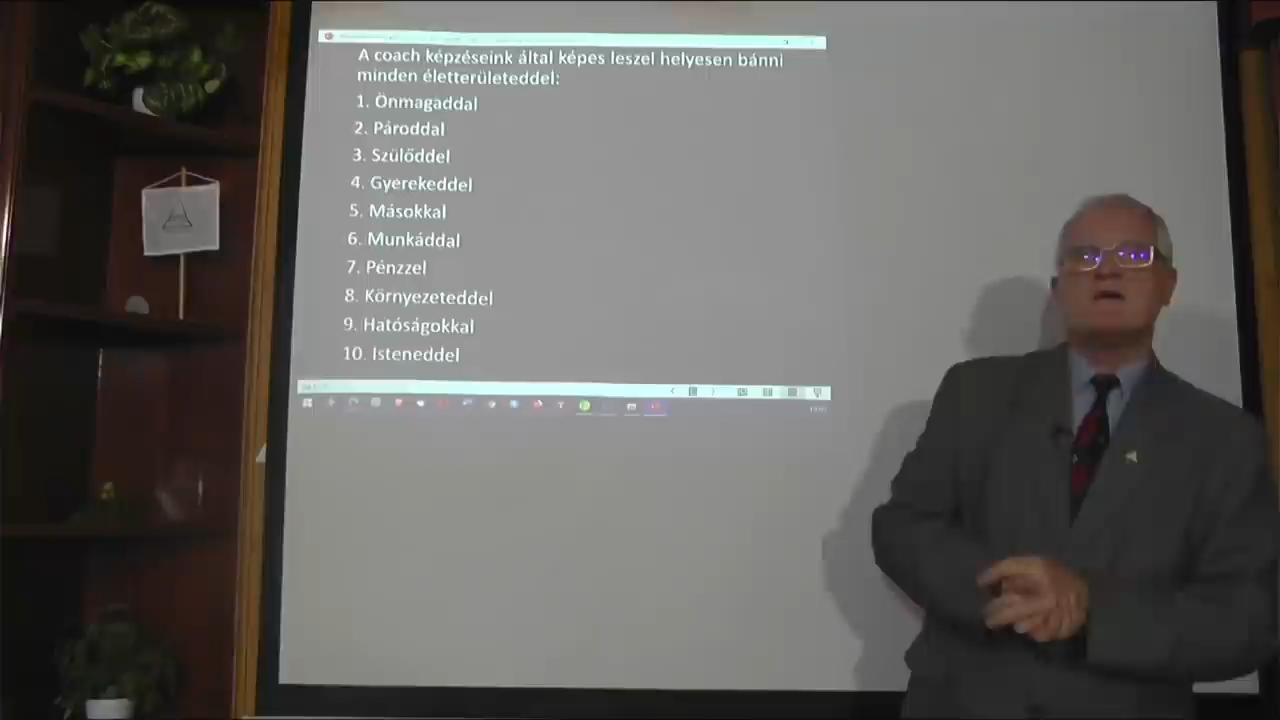 A coach képzéseink által képes leszel helyesen bánni
minden életterületeddel:
1. Önmagaddal
2. Pároddal
3. Szülőddel
4. Gyerekeddel
5. Másokkal
6. Munkáddal
7. Pénzzel
8. Környezeteddel
9. Hatóságokkal
10. Isteneddel